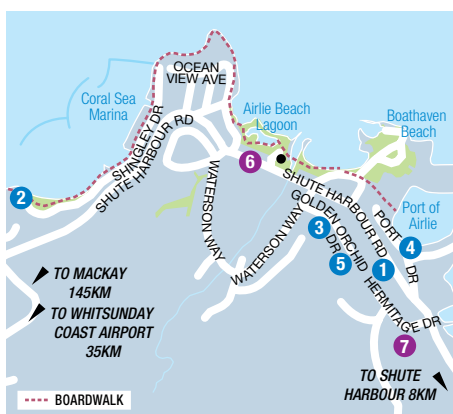 OCEAN
VIEW AVE
Coral Sea
Marina
SHINGLEY DR
SHUTE HARBOUR RD
Airlie Beach
Lagoon
Boathaven
Beach
6
2
WATERSON WAY
WATERSON WAY
SHUTE HARBOUR RD
GOLDEN ORCHID
DR
Port of
Airlie
PORT
DR
3
4
5
1
HERMITAGE DR
7
TO MACKAY
145KM
TO WHITSUNDAY
COAST AIRPORT
35KM
TO SHUTE
HARBOUR 8KM
BOARDWALK